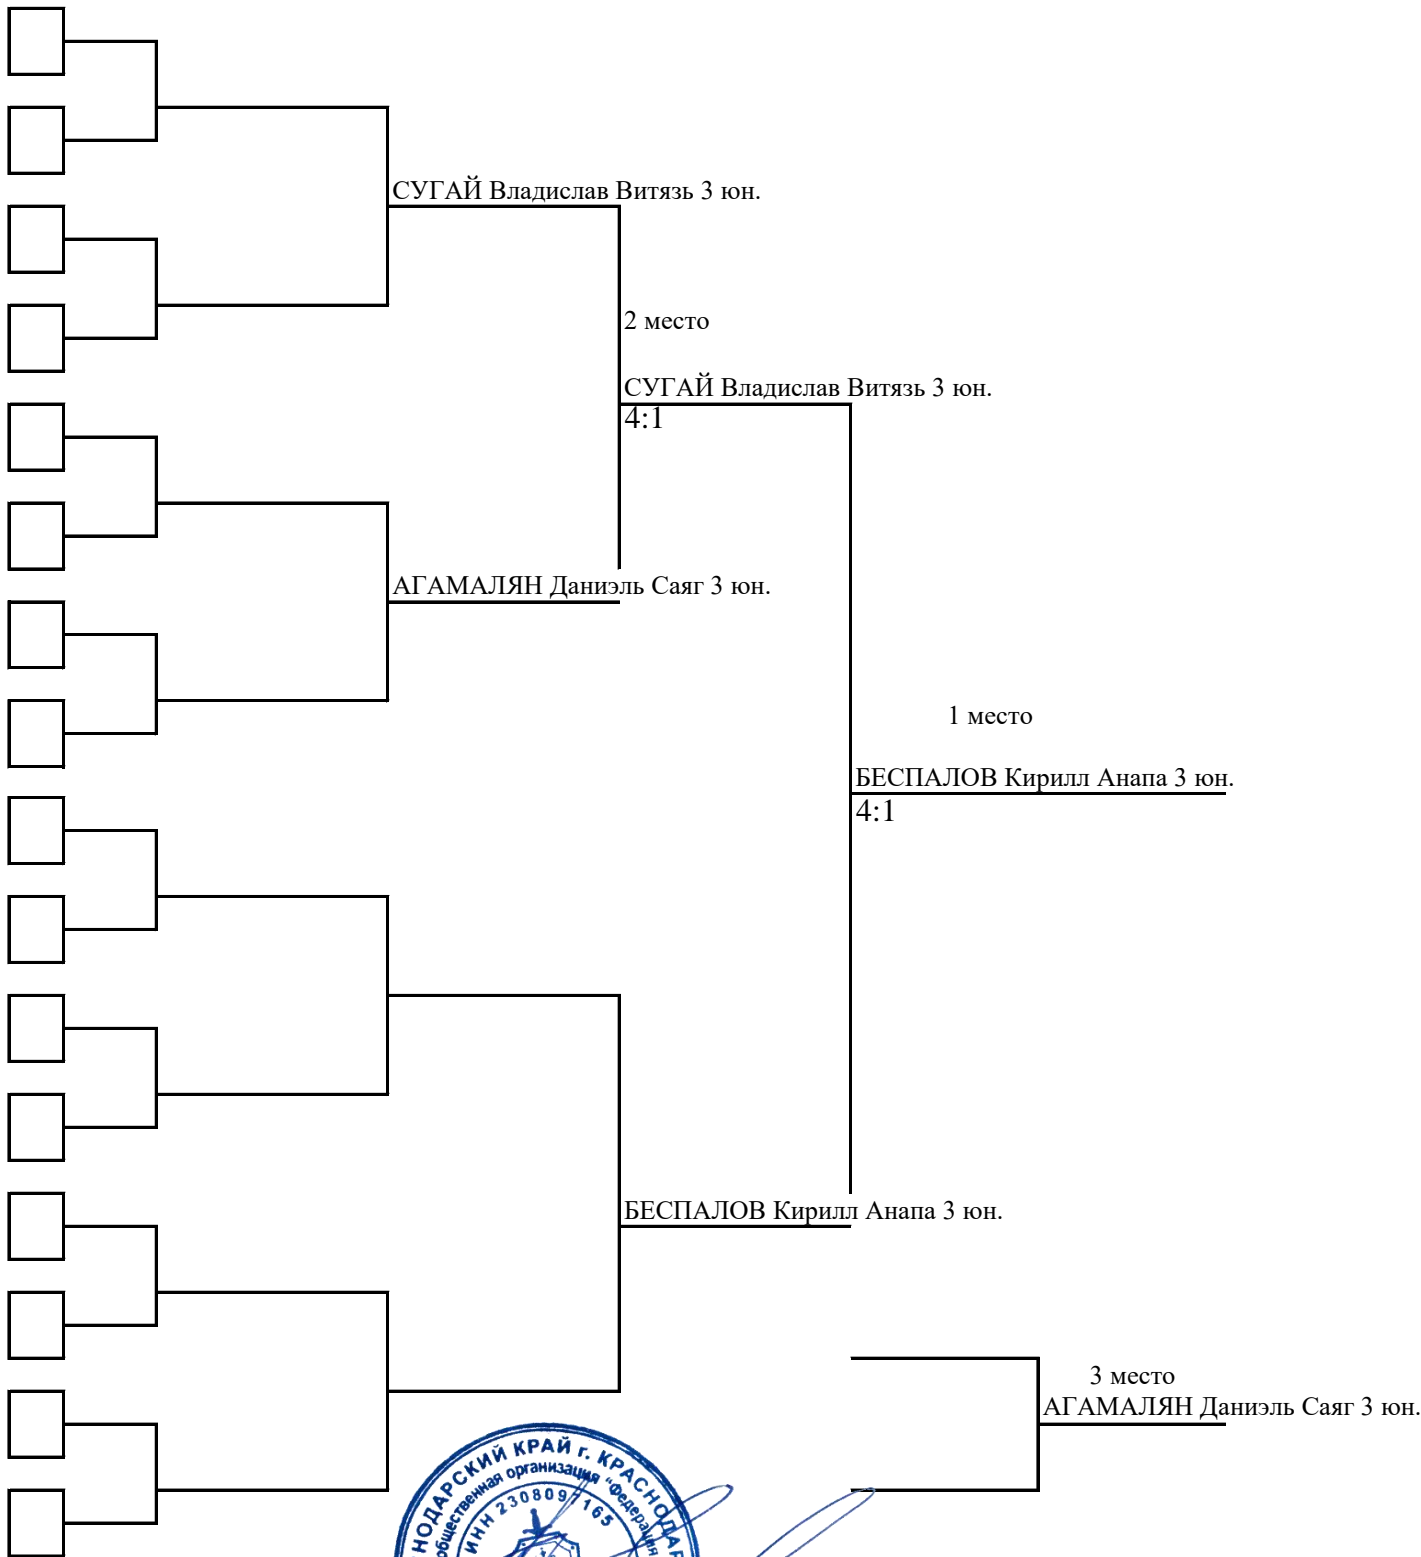 СУГАЙ Владислав Витязь 3 юн.
2 место
СУГАЙ Владислав Витязь 3 юн.
4:1
АГАМАЛЯН Даниэль Саяг 3 юн.
1 место
БЕСПАЛОВ Кирилл Анапа 3 юн.
4:1
БЕСПАЛОВ Кирилл Анапа 3 юн.
3 место
АГАМАЛЯН Даниэль Саяг 3 юн.
НОДАРСКИЙ КРАЙ г. КРАСНОДАР
общественная организация "Федерация
ИНН 2308097165